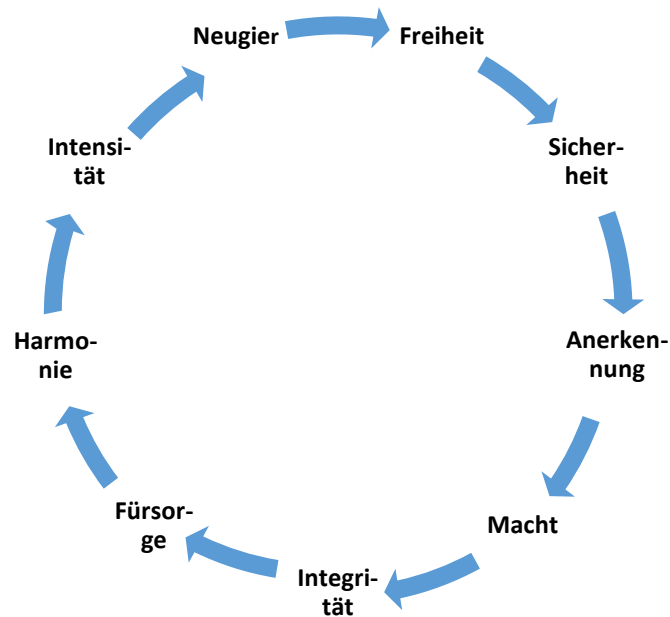 Neugier
Freiheit
Sicher-
heit
Anerken-
nung
Macht
Integri-
tät
Fürsor-
ge
Harmo-
nie
Intensi-
tät